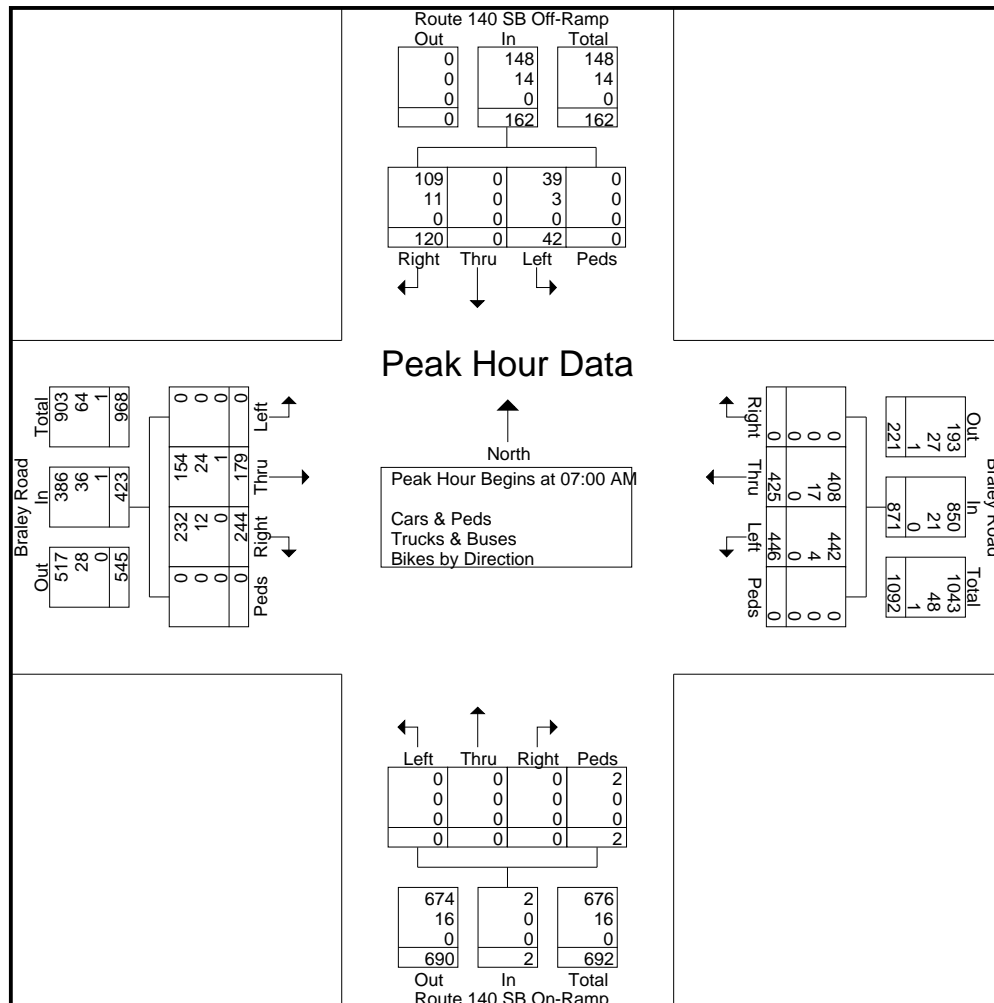 Route 140 SB Off-Ramp
Out In Total
0 148 148
0 14 14
0 0 0
0 162 162
109 0 39 0
11 0 3 0
0 0 0 0
120 0 42 0
Right Thru Left Peds
Peak Hour Data
North
Peak Hour Begins at 07:00 AM
Cars & Peds
Trucks & Buses
Bikes by Direction
Braley Road
Out In Total
517 386 903
28 36 64
0 1 1
545 423 968
Peds Right Thru Left
0 232 154 0
0 12 24 0
0 0 1 0
0 244 179 0
Braley Road
Out In Total
193 850 1043
27 21 48
1 0 1
221 871 1092
Right Thru Left Peds
0 408 442 0
0 17 4 0
0 0 0 0
0 425 446 0
Left Thru Right Peds
0 0 0 2
0 0 0 0
0 0 0 0
0 0 0 2
674 2 676
16 0 16
0 0 0
690 2 692
Out In Total
Route 140 SB On-Ramp